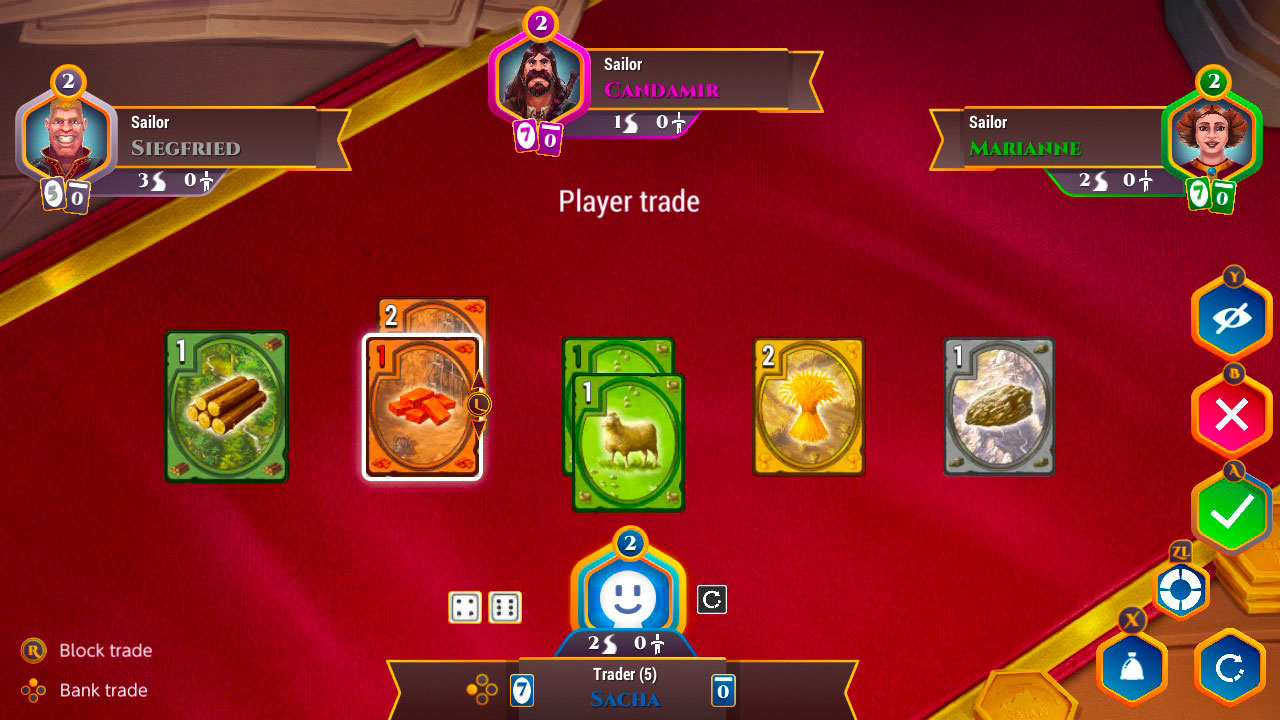 2
Sailor
Candamir
7 0
1 0
2
Sailor
Siegfried
3 0
5 0
2
Sailor
Marianne
2 0
7 0
Player trade
1
2
1
1
1
2
1
L
Y
B
A
ZL
X
2
2 0
Trader (5)
Sacha
7
0
R Block trade
Bank trade